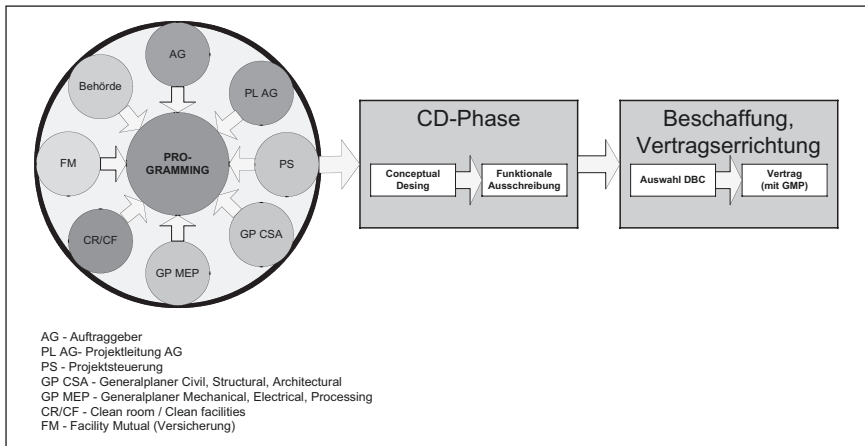 AG
Behörde
PL AG
FM
PRO-
GRAMMING
PS
CR/CF
GP CSA
GP MEP
CD-Phase
Conceptual
Desing
Funktionale
Ausschreibung
Beschaffung,
Vertragserrichtung
Auswahl DBC
Vertrag
(mit GMP)
AG - Auftraggeber
PL AG- Projektleitung AG
PS - Projektsteuerung
GP CSA - Generalplaner Civil, Structural, Architectural
GP MEP - Generalplaner Mechanical, Electrical, Processing
CR/CF - Clean room / Clean facilities
FM - Facility Mutual (Versicherung)